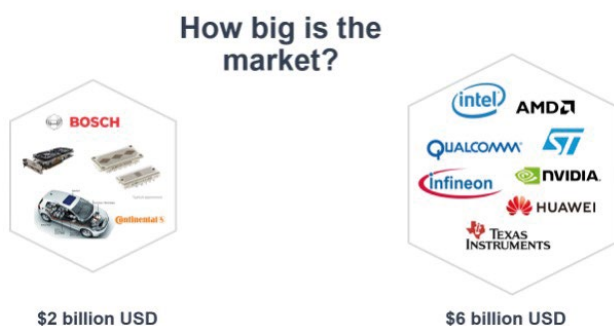 How big is the
market?
BOSCH
Continental
$2 billion USD
intel
AMD
QUALCOMM
ST
infineon
NVIDIA.
HUAWEI
TEXAS
INSTRUMENTS
$6 billion USD